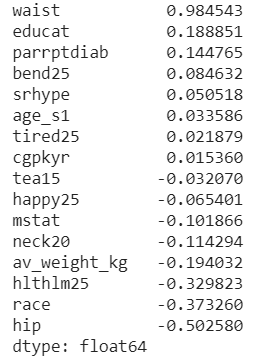 waist 0.984543
educat 0.188851
parrptdiab 0.144765
bend25 0.084632
srhype 0.050518
age_s1 0.033586
tired25 0.021879
cgpkyr 0.015360
tea15 -0.032070
happy25 -0.065401
mstat -0.101866
neck20 -0.114294
av_weight_kg -0.194032
hlthlm25 -0.329823
race -0.373260
hip -0.502580
dtype: float64